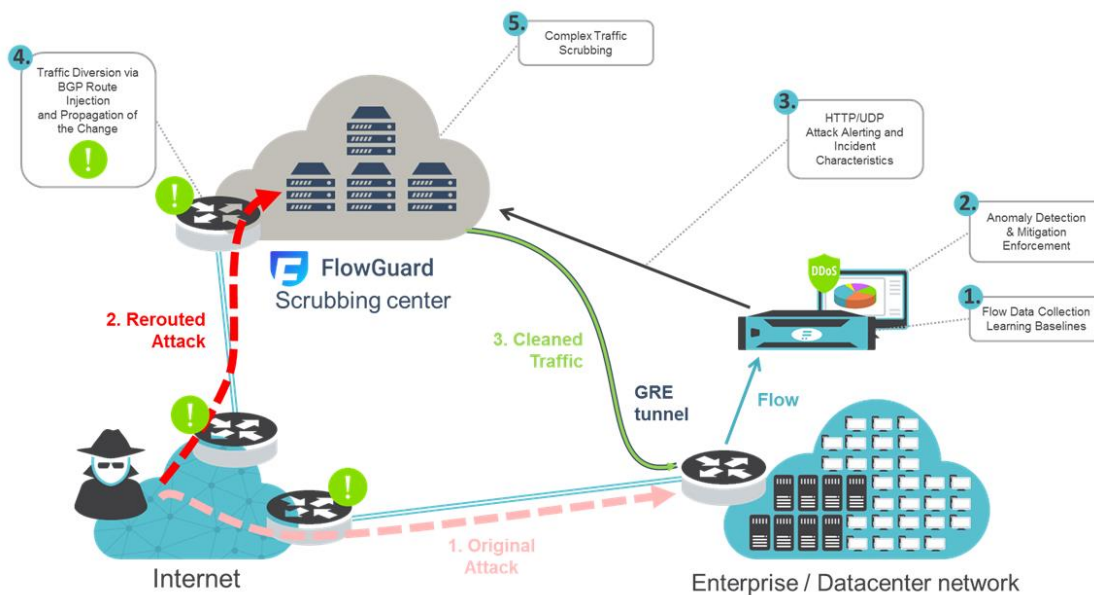 4.
Traffic Diversion via
BGP Route
Injection
and Propagation of
the Change
!
5.
Complex Traffic
Scrubbing
3.
HTTP/UDP
Attack Alerting and
Incident
Characteristics
2.
Anomaly Detection
& Mitigation
Enforcement
1.
Flow Data Collection
Learning Baselines
!
DDoS
FlowGuard
Scrubbing center
2. Rerouted
Attack
3. Cleaned
Traffic
GRE
tunnel
Flow
!
!
1. Original
Attack
Internet
Enterprise / Datacenter network